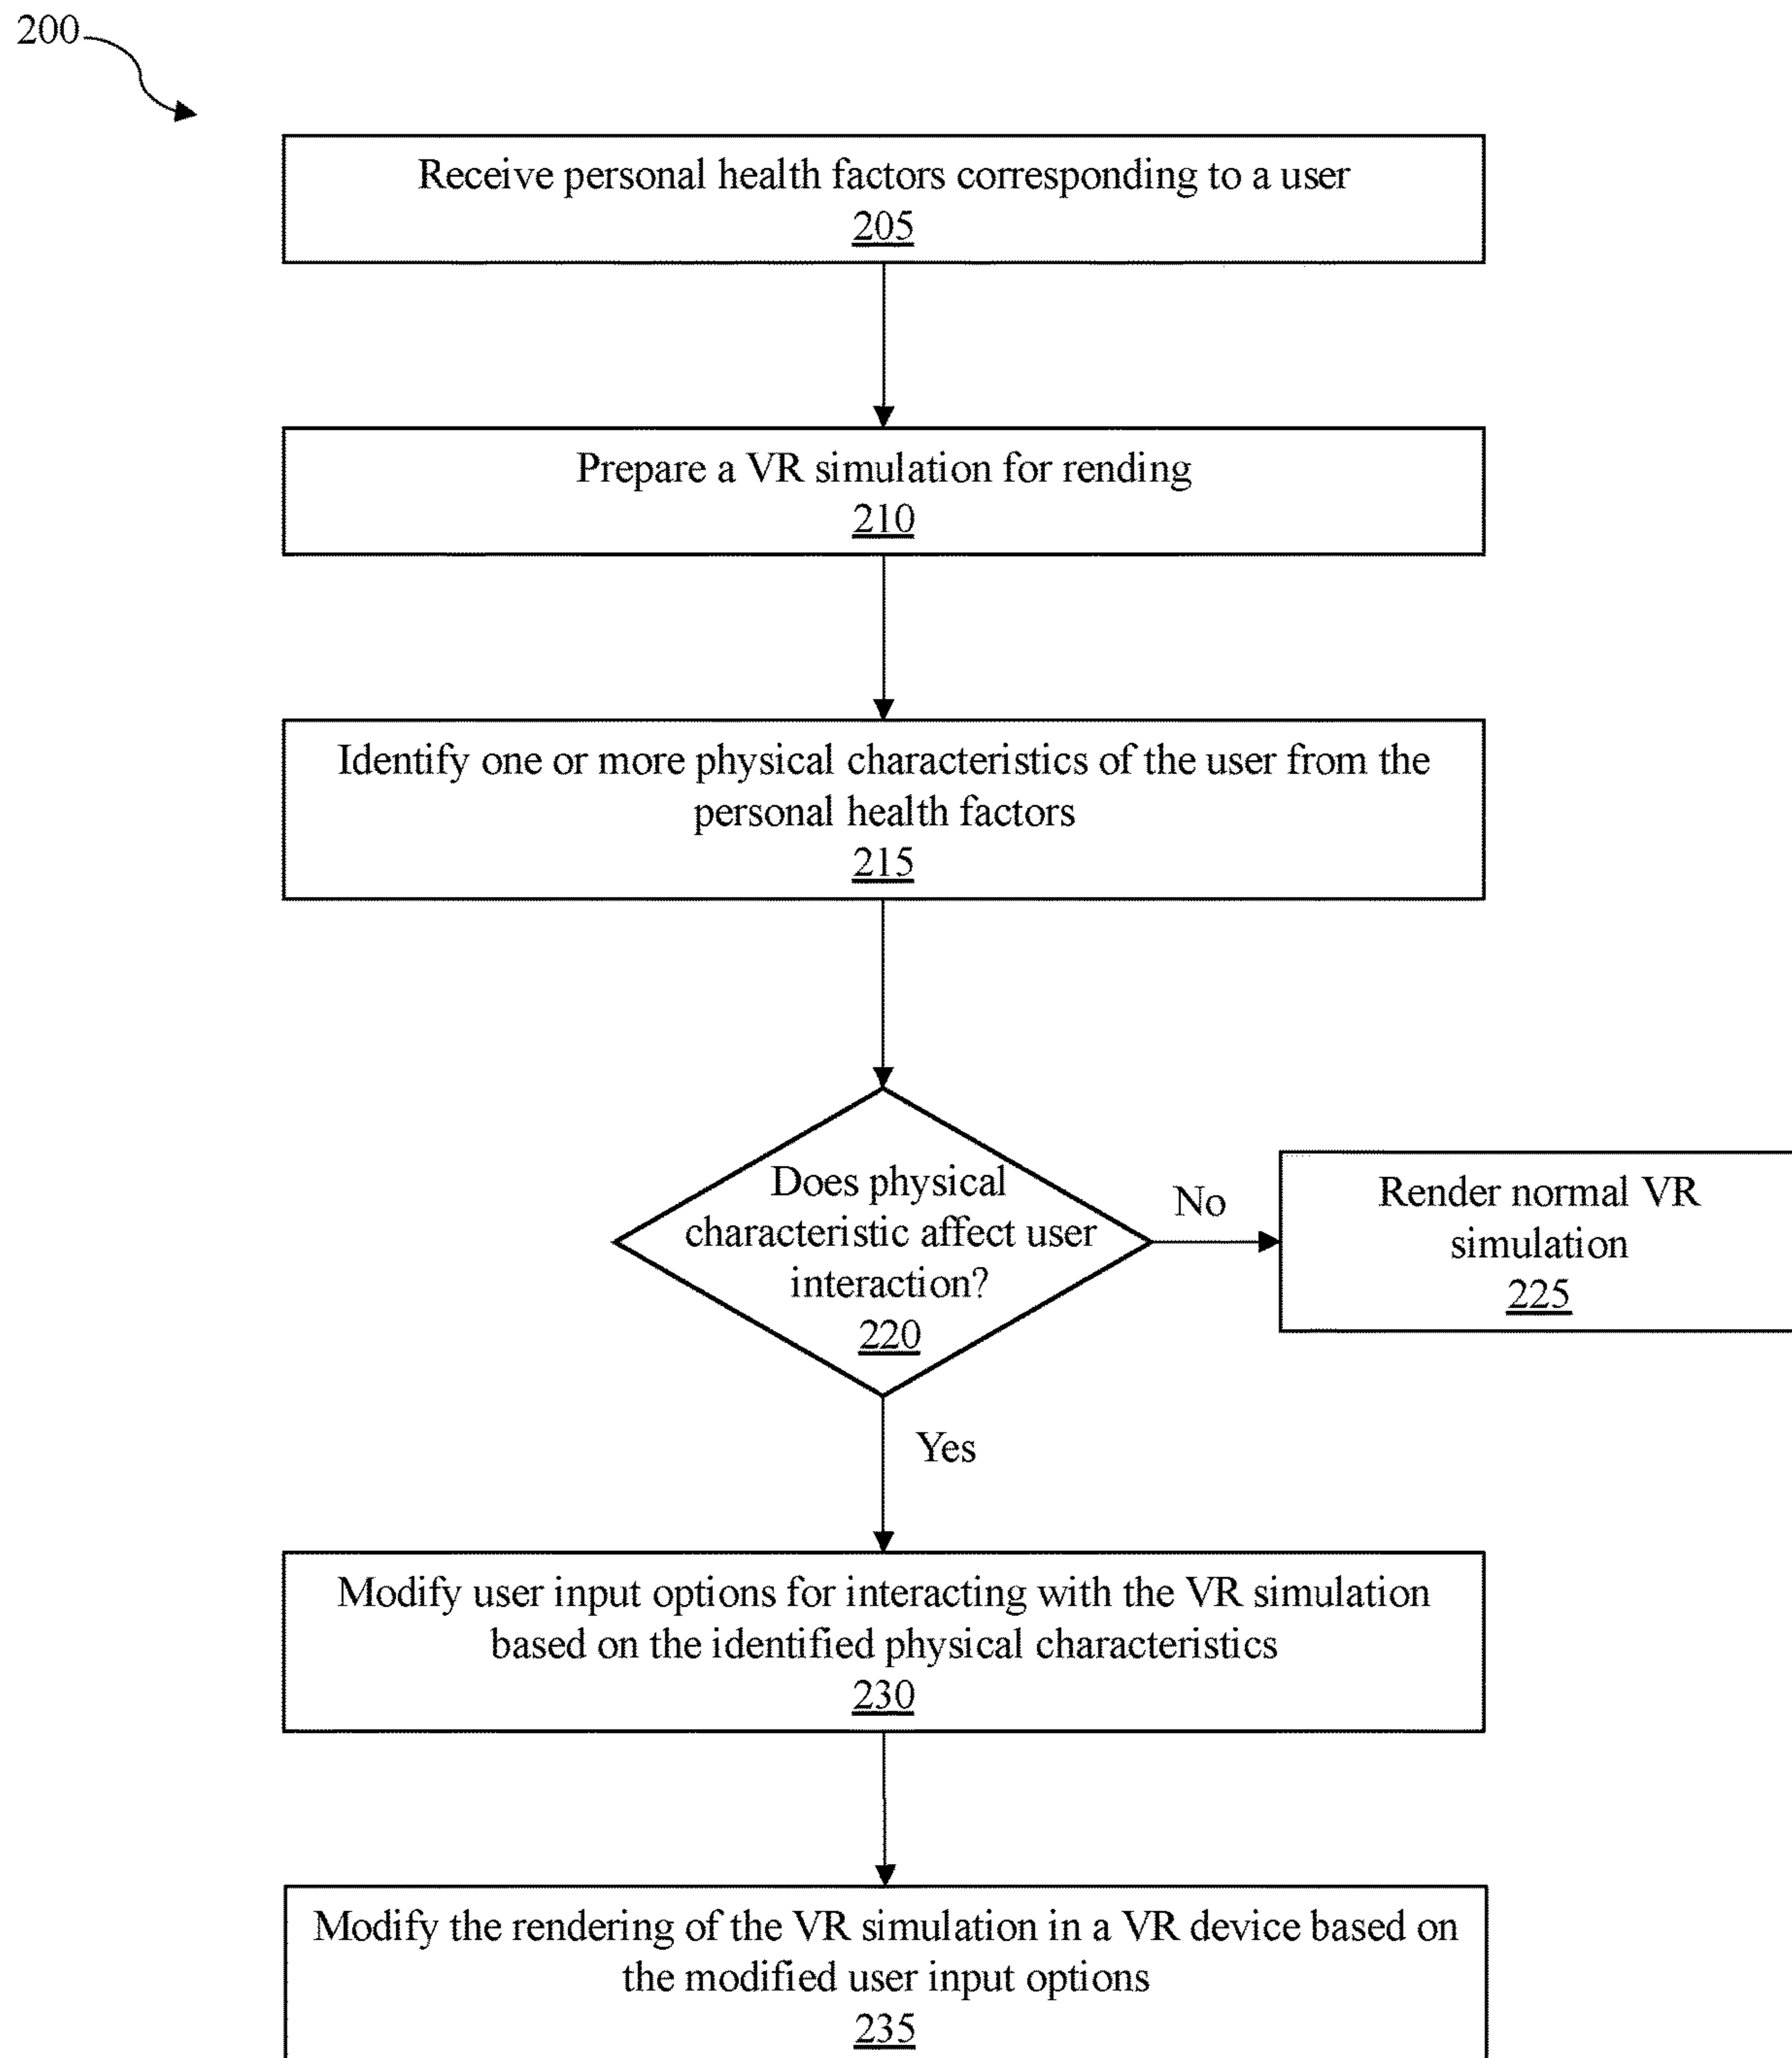 200
Receive personal health factors corresponding to a user
205
Prepare a VR simulation for rending
210
Identify one or more physical characteristics of the user from the
personal health factors
215
Does physical
characteristic affect user
interaction?
220
No
Render normal VR
simulation
225
Yes
Modify user input options for interacting with the VR simulation
based on the identified physical characteristics
230
Modify the rendering of the VR simulation in a VR device based on
the modified user input options
235